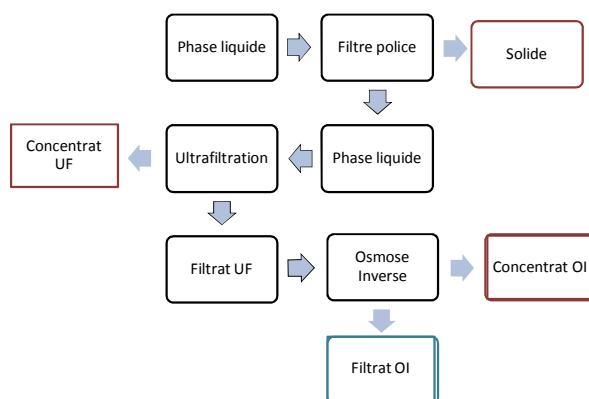 Phase liquide
Filtre police
Solide
Concentrat
UF
Ultrafiltration
Phase liquide
Filtrat UF
Osmose
Inverse
Concentrat OI
Filtrat OI